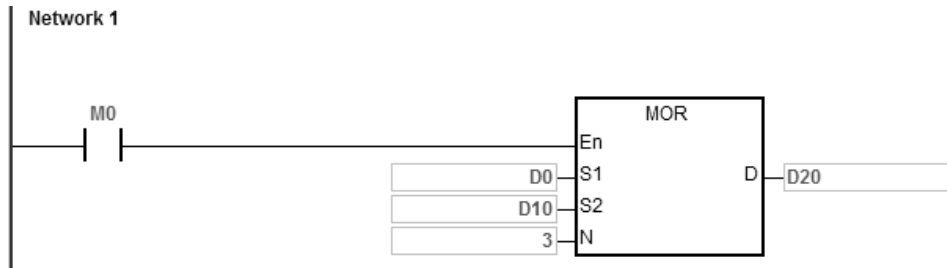 Network 1
M0
MOR
En
D0 S1 D D20
D10 S2
3 N